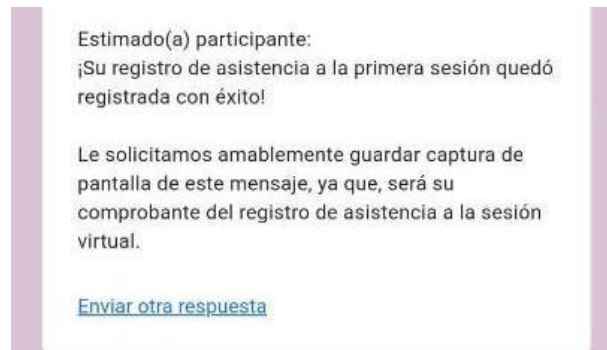 Estimado(a) participante:
¡Su registro de asistencia a la primera sesión quedó
registrada con éxito!
Le solicitamos amablemente guardar captura de
pantalla de este mensaje, ya que, será su
comprobante del registro de asistencia a la sesión
virtual.
Enviar otra respuesta